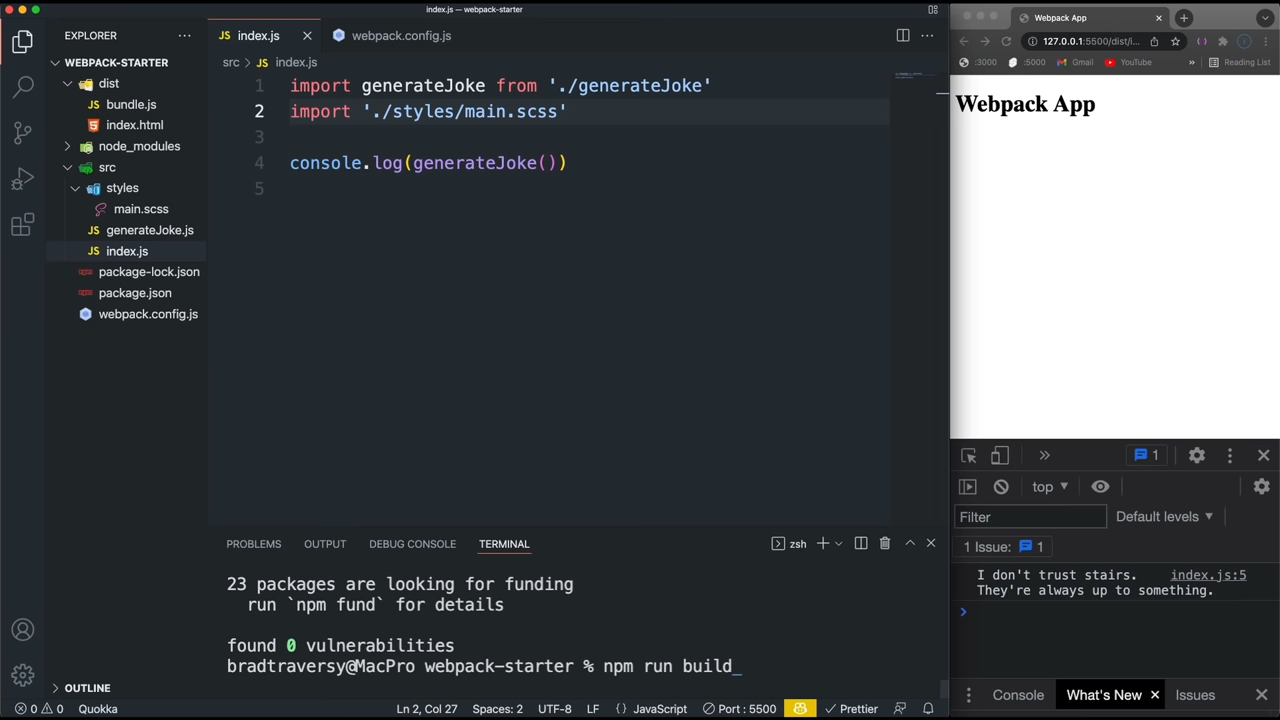 index.js — webpack-starter
EXPLORER
WEBPACK-STARTER
dist
bundle.js
index.html
node_modules
src
styles
main.scss
generateJoke.js
index.js
package-lock.json
package.json
webpack.config.js
OUTLINE
index.js
webpack.config.js
src > JS index.js
1 import generateJoke from './generateJoke'
2 import './styles/main.scss'
3
4 console.log(generateJoke())
5
PROBLEMS OUTPUT DEBUG CONSOLE TERMINAL zsh
23 packages are looking for funding
run `npm fund` for details
found 0 vulnerabilities
bradtraversy@MacPro webpack-starter % npm run build_
0 0 Quokka Ln 2, Col 27 Spaces: 2 UTF-8 LF {} JavaScript Port : 5500 Prettier
Webpack App
127.0.0.1:5500/dist/i...
:3000 :5000 Gmail YouTube » Reading List
Webpack App
1
top
Filter Default levels
1 Issue: 1
I don't trust stairs. index.js:5
They're always up to something.
Console What's New Issues